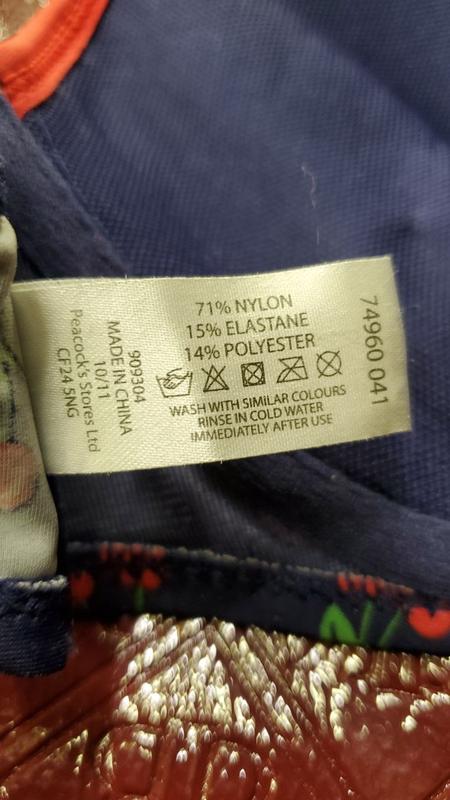 71% NYLON
15% ELASTANE
14% POLYESTER
WASH WITH SIMILAR COLOURS
RINSE IN COLD WATER
IMMEDIATELY AFTER USE
74960 041
909304
MADE IN CHINA
10/11
Peacock's Stores Ltd
CF24 5NG